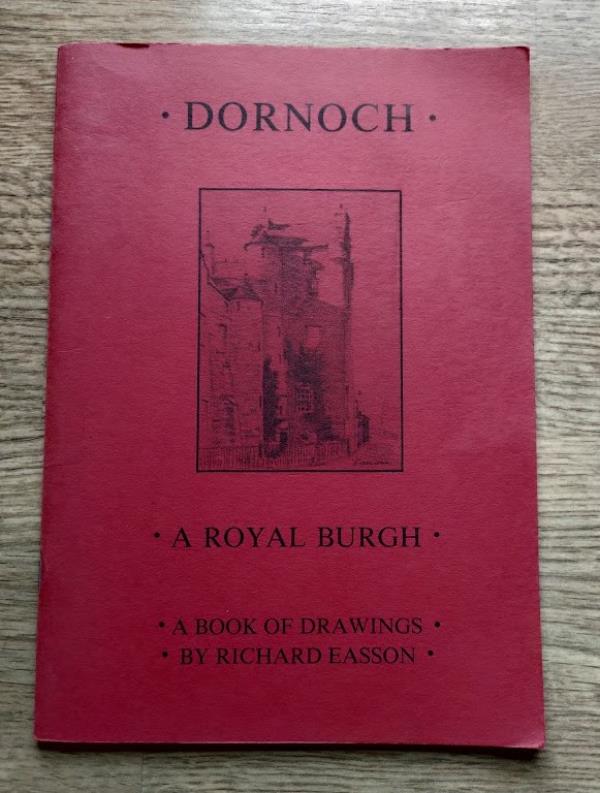 · DORNOCH ·
· A ROYAL BURGH ·
· A BOOK OF DRAWINGS ·
· BY RICHARD EASSON ·